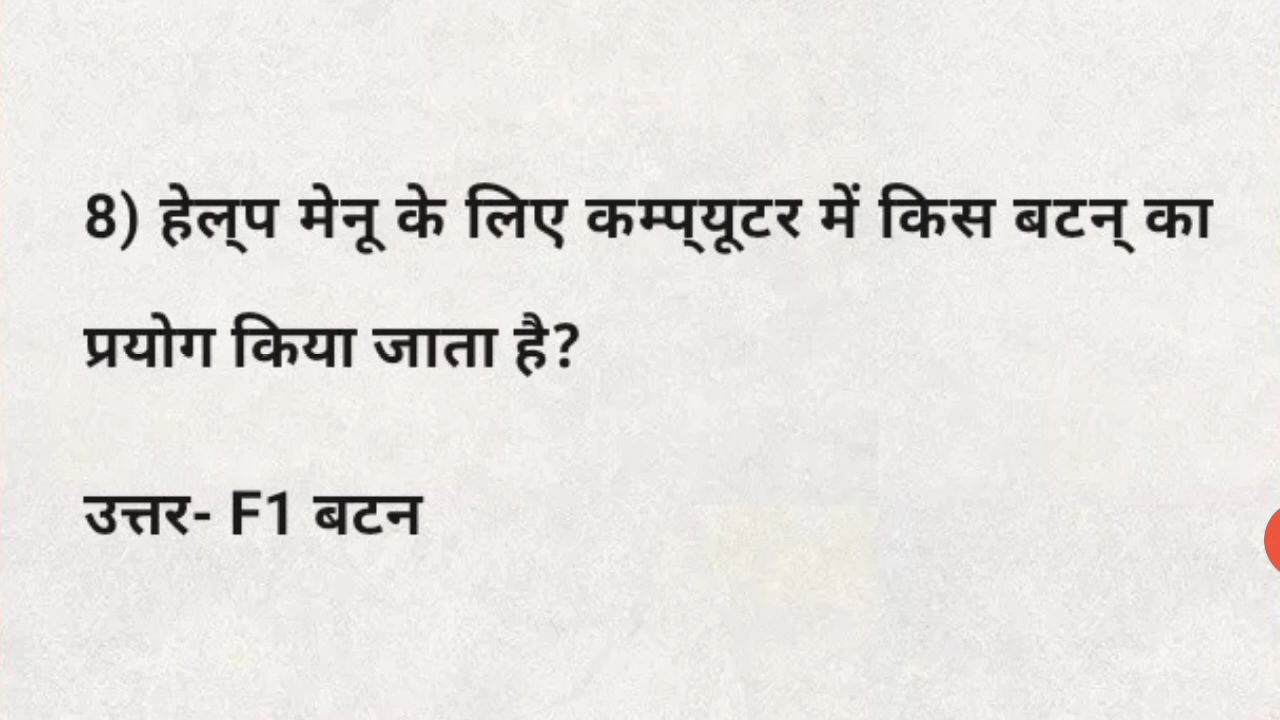 8) हेल्‌प मेनू के लिए कम्प्‌यूटर में किस बटन् का
प्रयोग किया जाता है?
उत्तर- F1 बटन